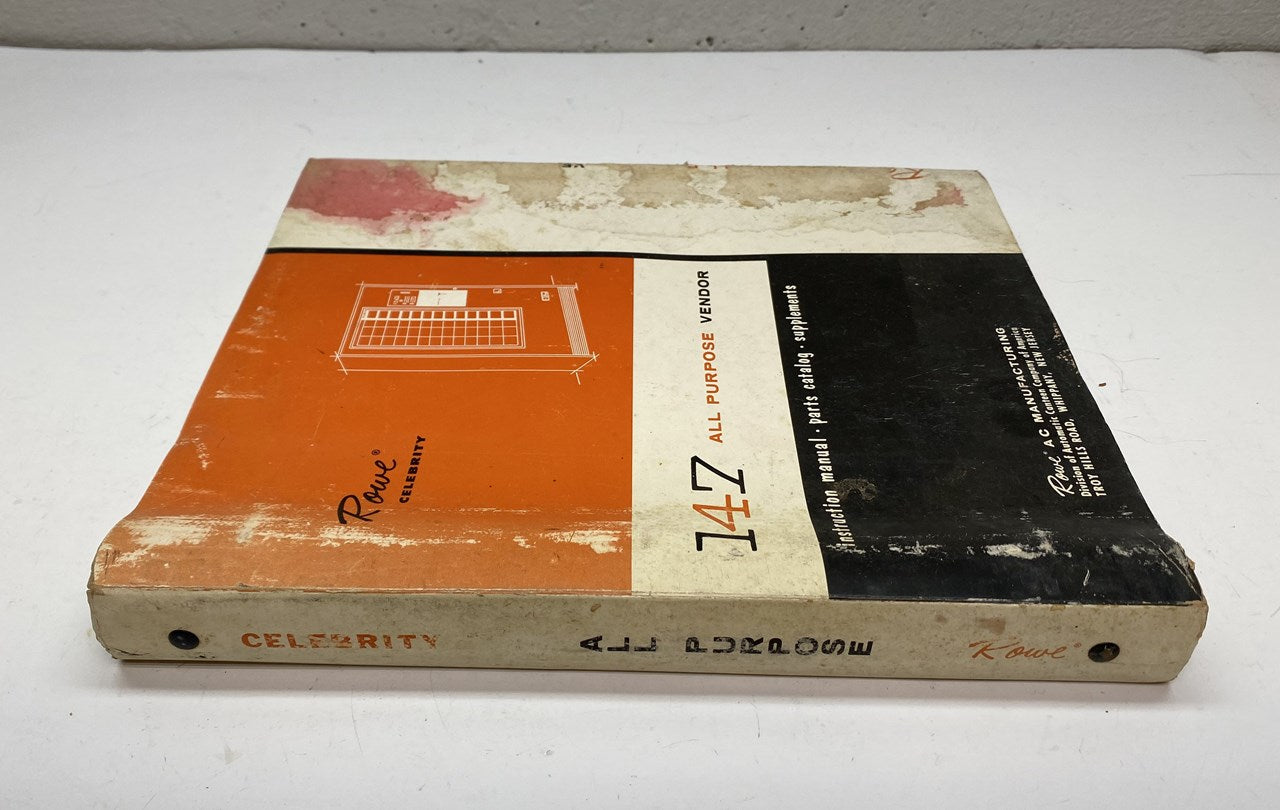 Rowe®
CELEBRITY
147 ALL PURPOSE VENDOR
instruction manual · parts catalog · supplements
Rowe® AC MANUFACTURING
Division of Automatic Canteen Company of America
TROY HILLS ROAD, WHIPPANY, NEW JERSEY
CELEBRITY ALL PURPOSE Rowe®